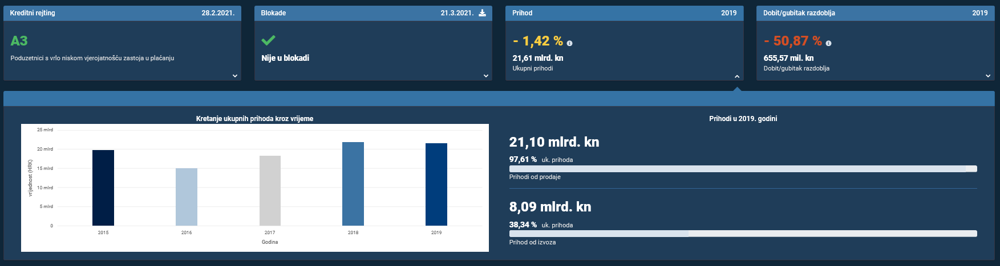 Kreditni rejting 28.2.2021.
A3
Poduzetnici s vrlo niskom vjerojatnošću zastoja u plaćanju
Blokade 21.3.2021.
Nije u blokadi
Prihod 2019
- 1,42 %
21,61 mlrd. kn
Ukupni prihodi
Dobit/gubitak razdoblja 2019
- 50,87 %
655,57 mil. kn
Dobit/gubitak razdoblja
Kretanje ukupnih prihoda kroz vrijeme
25 mlrd
20 mlrd
15 mlrd
10 mlrd
5 mlrd
0
vrijednost (HRK)
2015 2016 2017 2018 2019
Godina
Prihodi u 2019. godini
21,10 mlrd. kn
97,61 % uk. prihoda
Prihodi od prodaje
8,09 mlrd. kn
38,34 % uk. prihoda
Prihod od izvoza